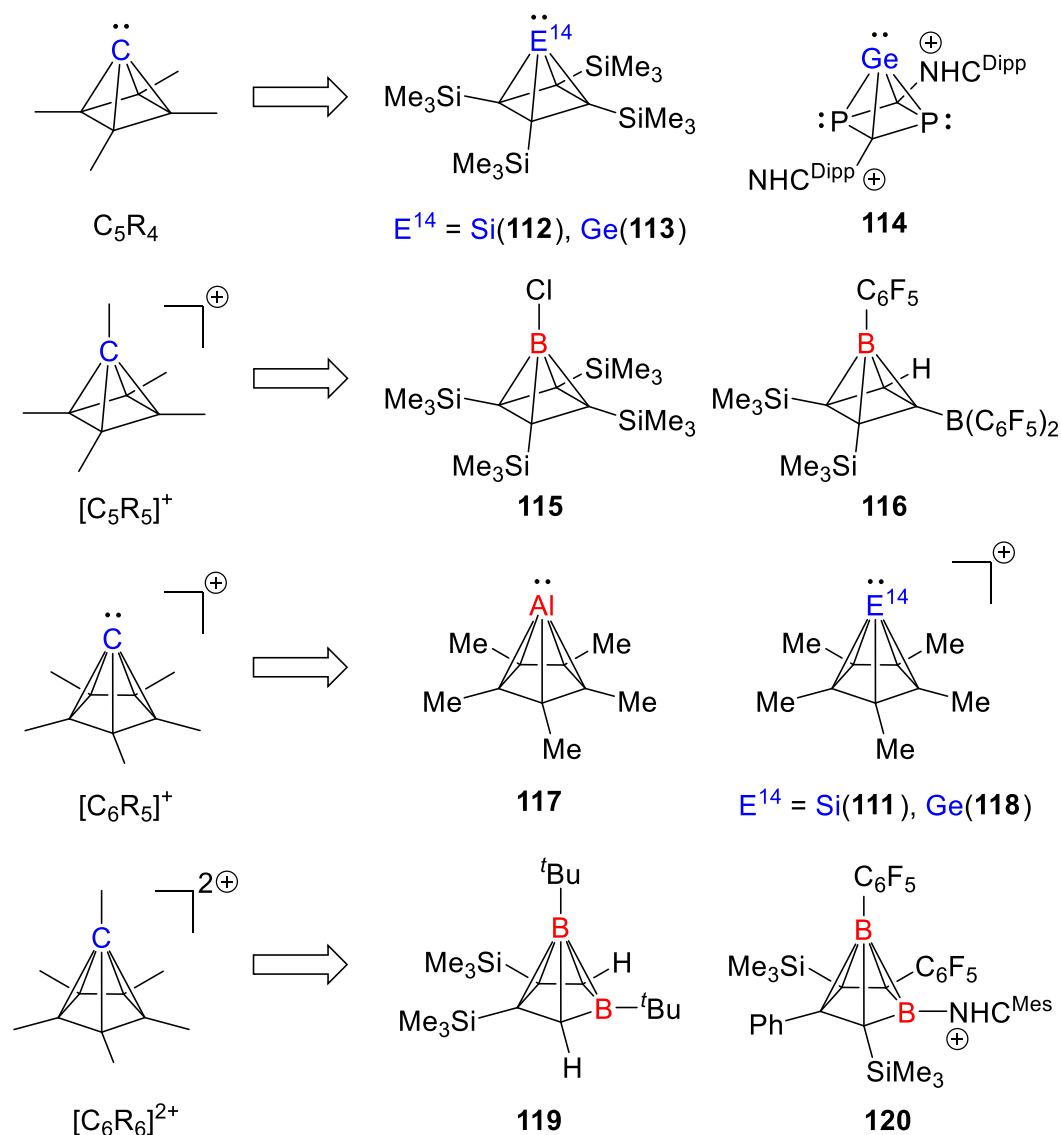 C
E¹⁴
SiMe₃
Me₃Si
SiMe₃
Me₃Si
Ge
⊕
NHCᴰⁱᵖᵖ
:P
P:
NHCᴰⁱᵖᵖ
⊕
C₅R₄
E¹⁴ = Si(112), Ge(113)
114
⊕
C
Cl
B
SiMe₃
Me₃Si
SiMe₃
Me₃Si
C₆F₅
B
H
Me₃Si
B(C₆F₅)₂
Me₃Si
[C₅R₅]⁺
115
116
⊕
C
Al
Me
Me
Me
Me
Me
⊕
E¹⁴
Me
Me
Me
Me
Me
[C₆R₅]⁺
117
E¹⁴ = Si(111), Ge(118)
2⊕
C
ᵗBu
B
Me₃Si
H
Me₃Si
B
ᵗBu
H
C₆F₅
B
Me₃Si
C₆F₅
B
NHCᴹᵉˢ
⊕
Ph
SiMe₃
[C₆R₆]²⁺
119
120